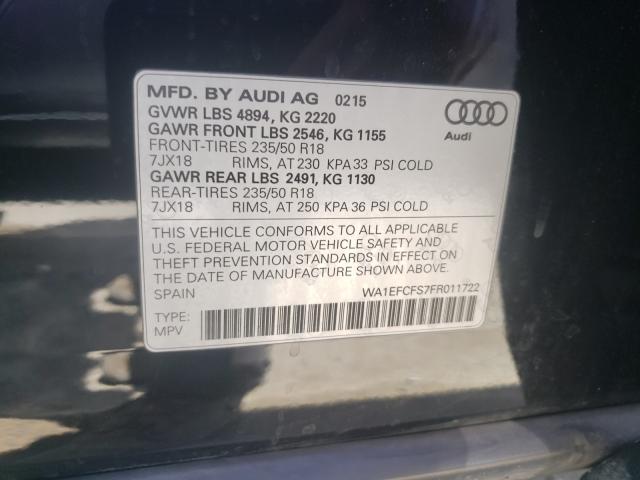 MFD. BY AUDI AG 0215
GVWR LBS 4894, KG 2220
GAWR FRONT LBS 2546, KG 1155
FRONT-TIRES 235/50 R18
7JX18 RIMS, AT 230 KPA 33 PSI COLD
GAWR REAR LBS 2491, KG 1130
REAR-TIRES 235/50 R18
7JX18 RIMS, AT 250 KPA 36 PSI COLD
Audi
THIS VEHICLE CONFORMS TO ALL APPLICABLE
U.S. FEDERAL MOTOR VEHICLE SAFETY AND
THEFT PREVENTION STANDARDS IN EFFECT ON
THE DATE OF MANUFACTURE SHOWN ABOVE.
SPAIN WA1EFCFS7FR011722
TYPE:
MPV